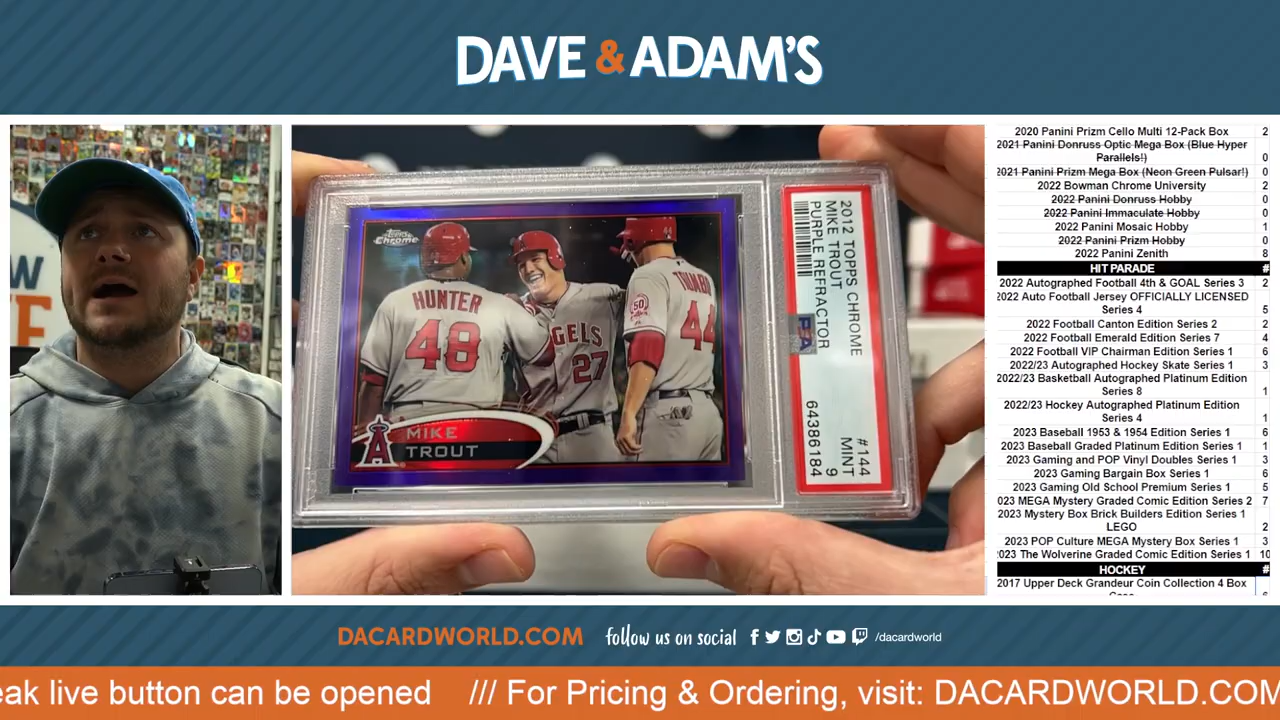 DAVE & ADAM'S
W
E
Topps
Chrome
HUNTER
48
GELS
27
TRUMBO
44
44
50
MIKE
TROUT
2012 TOPPS CHROME
MIKE TROUT
PURPLE REFRACTOR
PSA
#144
MINT
9
64386184
2020 Panini Prizm Cello Multi 12-Pack Box 2
2021 Panini Donruss Optic Mega Box (Blue Hyper
Parallels!) 0
2021 Panini Prizm Mega Box (Neon Green Pulsar!) 0
2022 Bowman Chrome University 2
2022 Panini Donruss Hobby 0
2022 Panini Immaculate Hobby 0
2022 Panini Mosaic Hobby 1
2022 Panini Prizm Hobby 0
2022 Panini Zenith 8
HIT PARADE #
2022 Autographed Football 4th & GOAL Series 3 2
2022 Auto Football Jersey OFFICIALLY LICENSED
Series 4 5
2022 Football Canton Edition Series 2 2
2022 Football Emerald Edition Series 7 4
2022 Football VIP Chairman Edition Series 1 6
2022/23 Autographed Hockey Skate Series 1 3
2022/23 Basketball Autographed Platinum Edition
Series 8 1
2022/23 Hockey Autographed Platinum Edition
Series 4 1
2023 Baseball 1953 & 1954 Edition Series 1 6
2023 Baseball Graded Platinum Edition Series 1 1
2023 Gaming and POP Vinyl Doubles Series 1 3
2023 Gaming Bargain Box Series 1 6
2023 Gaming Old School Premium Series 1 5
023 MEGA Mystery Graded Comic Edition Series 2 7
2023 Mystery Box Brick Builders Edition Series 1
LEGO 2
2023 POP Culture MEGA Mystery Box Series 1 3
2023 The Wolverine Graded Comic Edition Series 1 10
HOCKEY #
2017 Upper Deck Grandeur Coin Collection 4 Box
DACARDWORLD.COM follow us on social /dacardworld
eak live button can be opened /// For Pricing & Ordering, visit: DACARDWORLD.COM